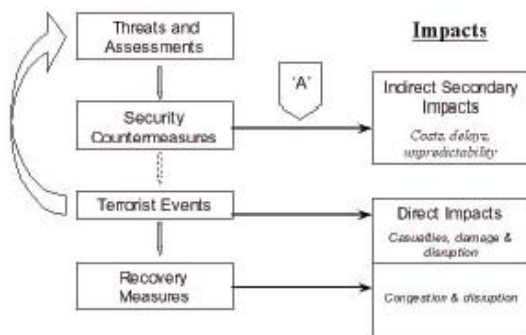 Threats and
Assessments
Impacts
'A'
Security
Countermeasures
Indirect Secondary
Impacts
Costs, delays,
unpredictability
Terrorist Events
Direct Impacts
Casualties, damage &
disruption
Recovery
Measures
Congestion & disruption